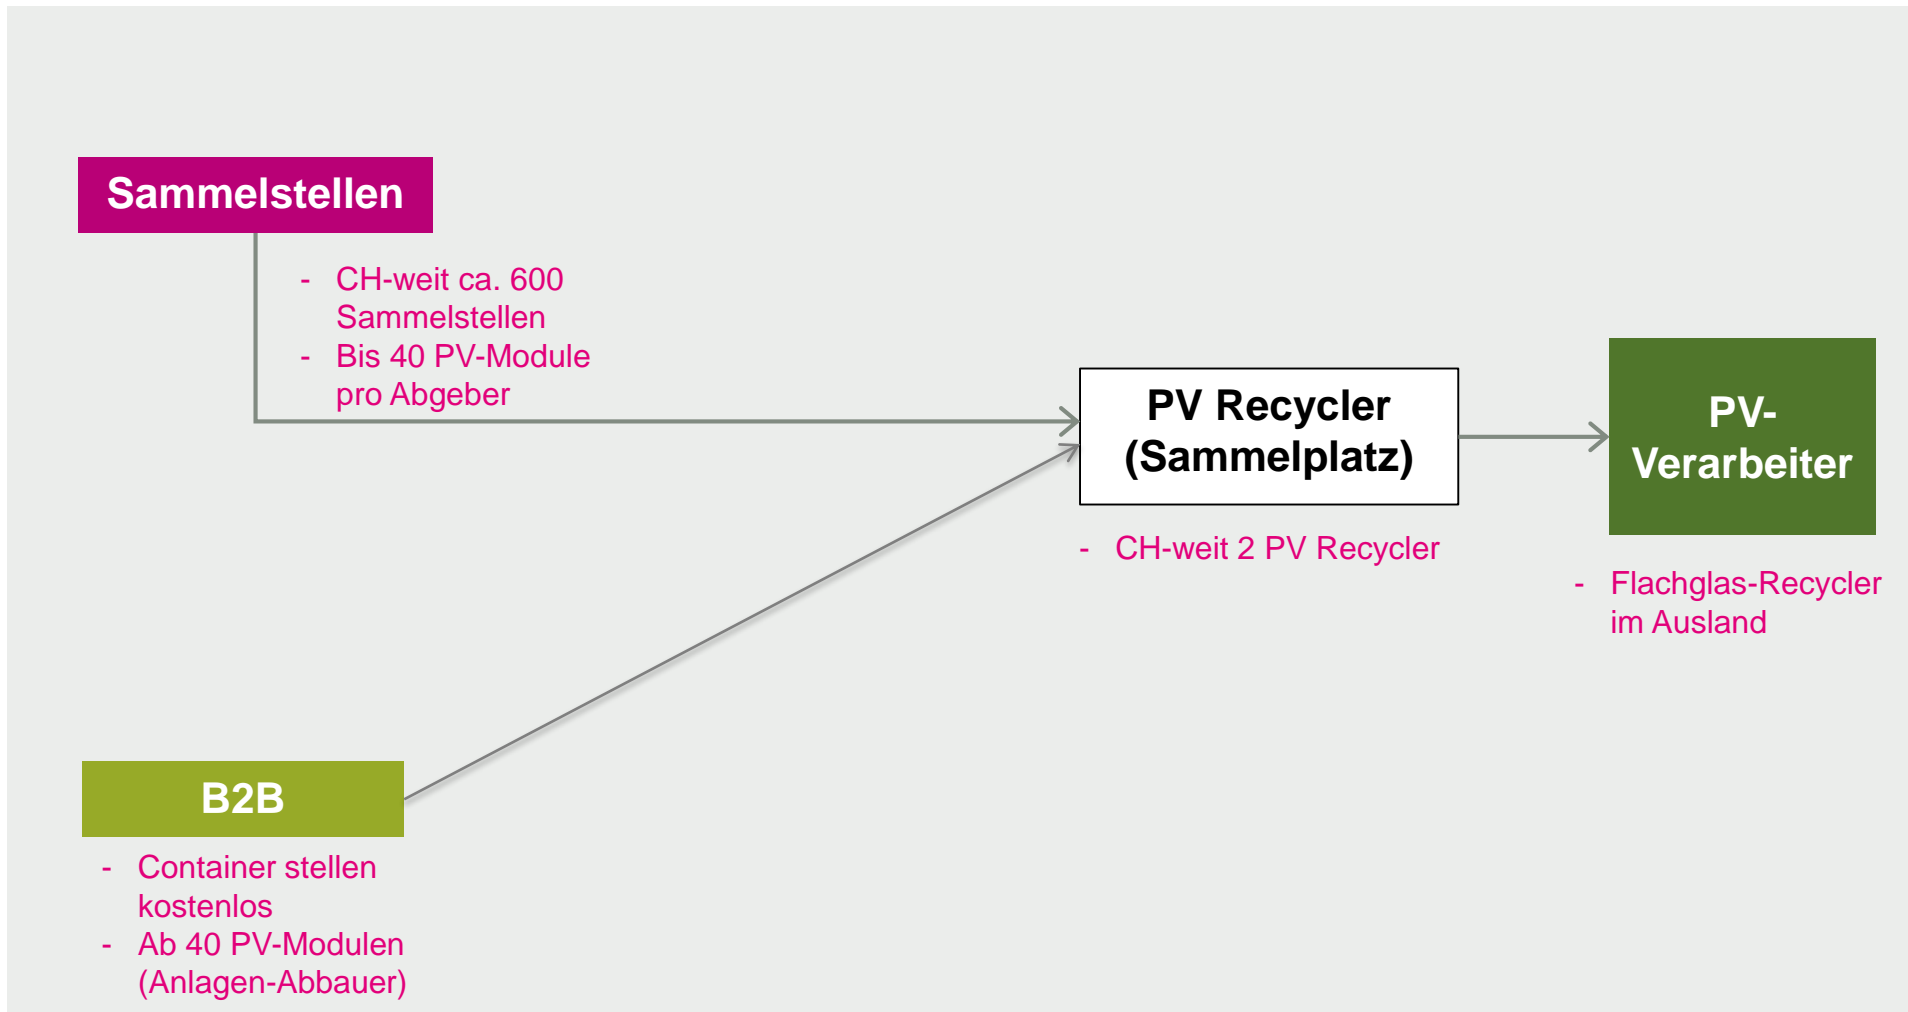 Sammelstellen
- CH-weit ca. 600
Sammelstellen
- Bis 40 PV-Module
pro Abgeber
PV Recycler
(Sammelplatz)
- CH-weit 2 PV Recycler
PV-
Verarbeiter
- Flachglas-Recycler
im Ausland
B2B
- Container stellen
kostenlos
- Ab 40 PV-Modulen
(Anlagen-Abbauer)